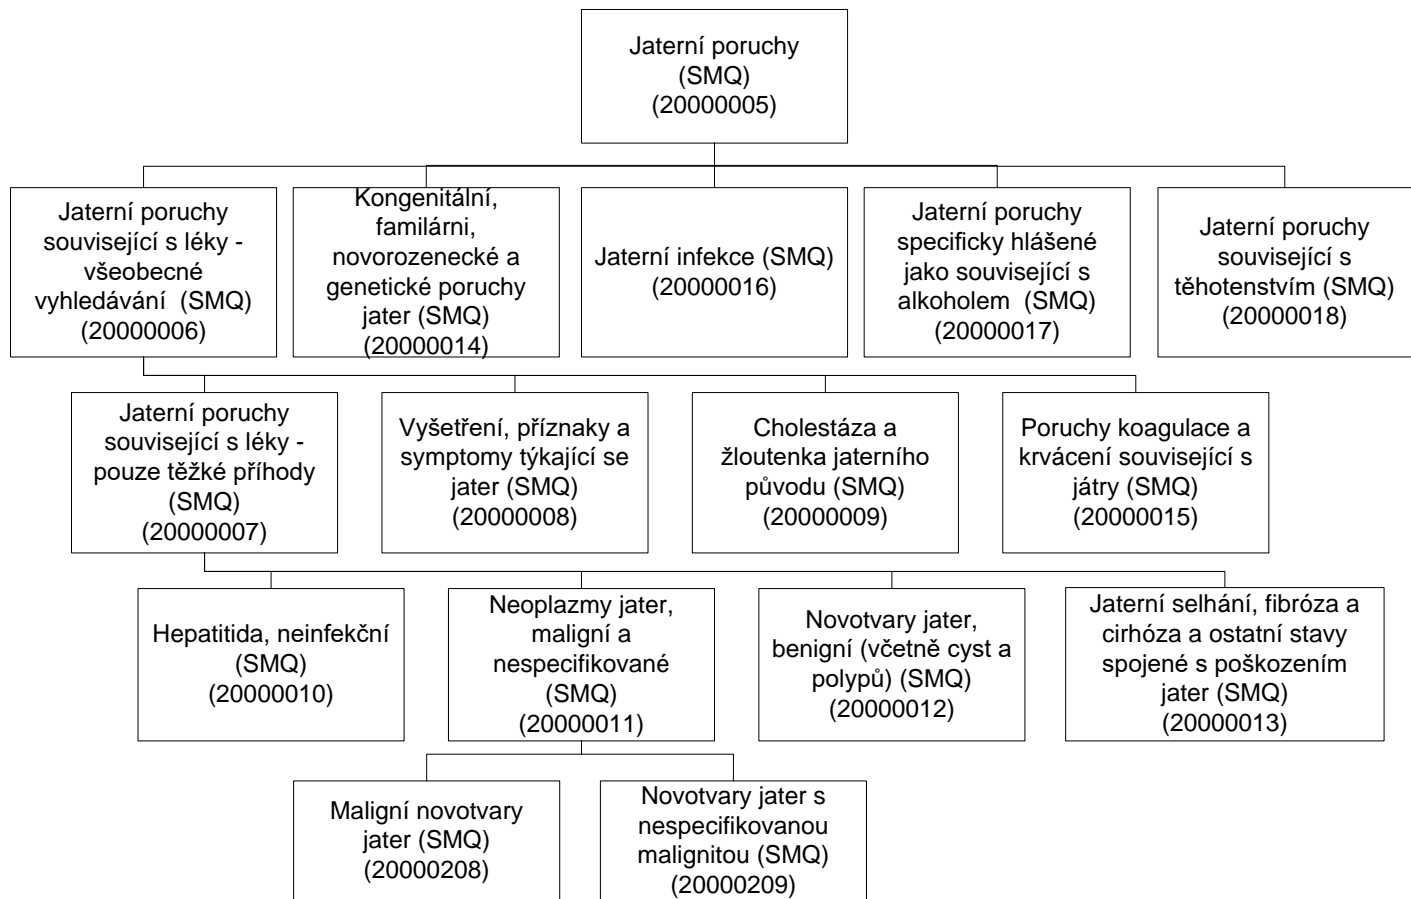 Jaterní poruchy
(SMQ)
(20000005)
Jaterní poruchy
související s léky -
všeobecné
vyhledávání (SMQ)
(20000006)
Kongenitální,
familárni,
novorozenecké a
genetické poruchy
jater (SMQ)
(20000014)
Jaterní infekce (SMQ)
(20000016)
Jaterní poruchy
specificky hlášené
jako související s
alkoholem (SMQ)
(20000017)
Jaterní poruchy
související s
těhotenstvím (SMQ)
(20000018)
Jaterní poruchy
související s léky -
pouze těžké příhody
(SMQ)
(20000007)
Vyšetření, příznaky a
symptomy týkající se
jater (SMQ)
(20000008)
Cholestáza a
žloutenka jaterního
původu (SMQ)
(20000009)
Poruchy koagulace a
krvácení související s
játry (SMQ)
(20000015)
Hepatitida, neinfekční
(SMQ)
(20000010)
Neoplazmy jater,
maligní a
nespecifikované
(SMQ)
(20000011)
Novotvary jater,
benigní (včetně cyst a
polypů) (SMQ)
(20000012)
Jaterní selhání, fibróza a
cirhóza a ostatní stavy
spojené s poškozením
jater (SMQ)
(20000013)
Maligní novotvary
jater (SMQ)
(20000208)
Novotvary jater s
nespecifikovanou
malignitou (SMQ)
(20000209)